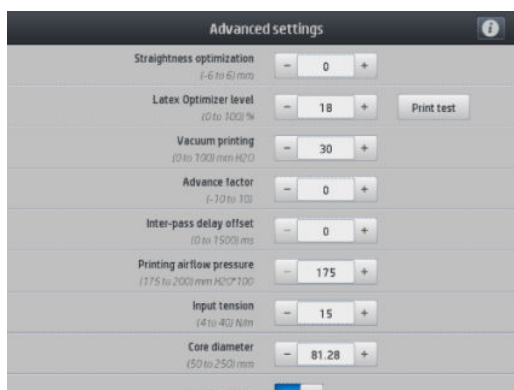 Advanced settings
i
Straightness optimization
(-6 to 6) mm
- 0 +
Latex Optimizer level
(0 to 100) %
- 18 + Print test
Vacuum printing
(0 to 100) mm H2O
- 30 +
Advance factor
(-10 to 10)
- 0 +
Inter-pass delay offset
(0 to 1500) ms
- 0 +
Printing airflow pressure
(175 to 200) mm H2O*100
- 175 +
Input tension
(4 to 40) N/m
- 15 +
Core diameter
(50 to 250) mm
- 81.28 +